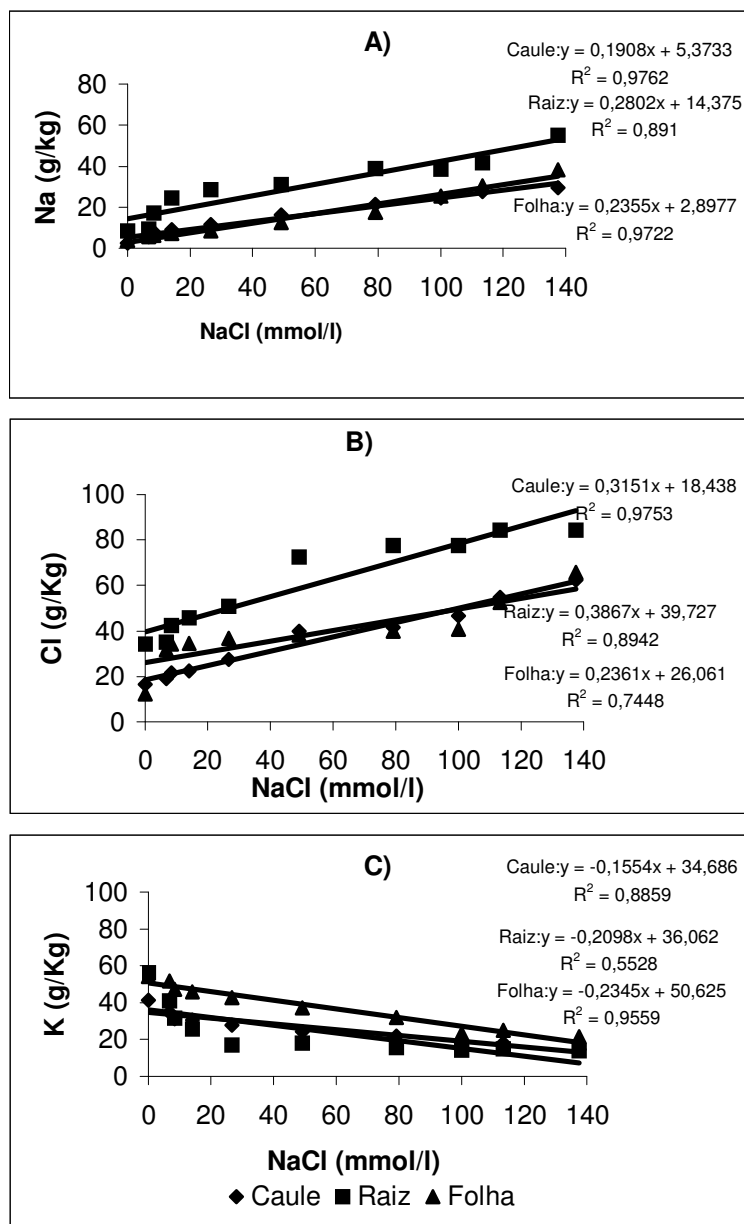 A)
Caule:y = 0,1908x + 5,3733
R² = 0,9762
Raiz:y = 0,2802x + 14,375
R² = 0,891
Folha:y = 0,2355x + 2,8977
R² = 0,9722
Na (g/kg)
80
60
40
20
0
0 20 40 60 80 100 120 140
NaCl (mmol/l)
B)
Caule:y = 0,3151x + 18,438
R² = 0,9753
Raiz:y = 0,3867x + 39,727
R² = 0,8942
Folha:y = 0,2361x + 26,061
R² = 0,7448
Cl (g/Kg)
100
80
60
40
20
0
0 20 40 60 80 100 120 140
NaCl (mmol/l)
C)
Caule:y = -0,1554x + 34,686
R² = 0,8859
Raiz:y = -0,2098x + 36,062
R² = 0,5528
Folha:y = -0,2345x + 50,625
R² = 0,9559
K (g/Kg)
100
80
60
40
20
0
0 20 40 60 80 100 120 140
NaCl (mmol/l)
Caule Raiz Folha